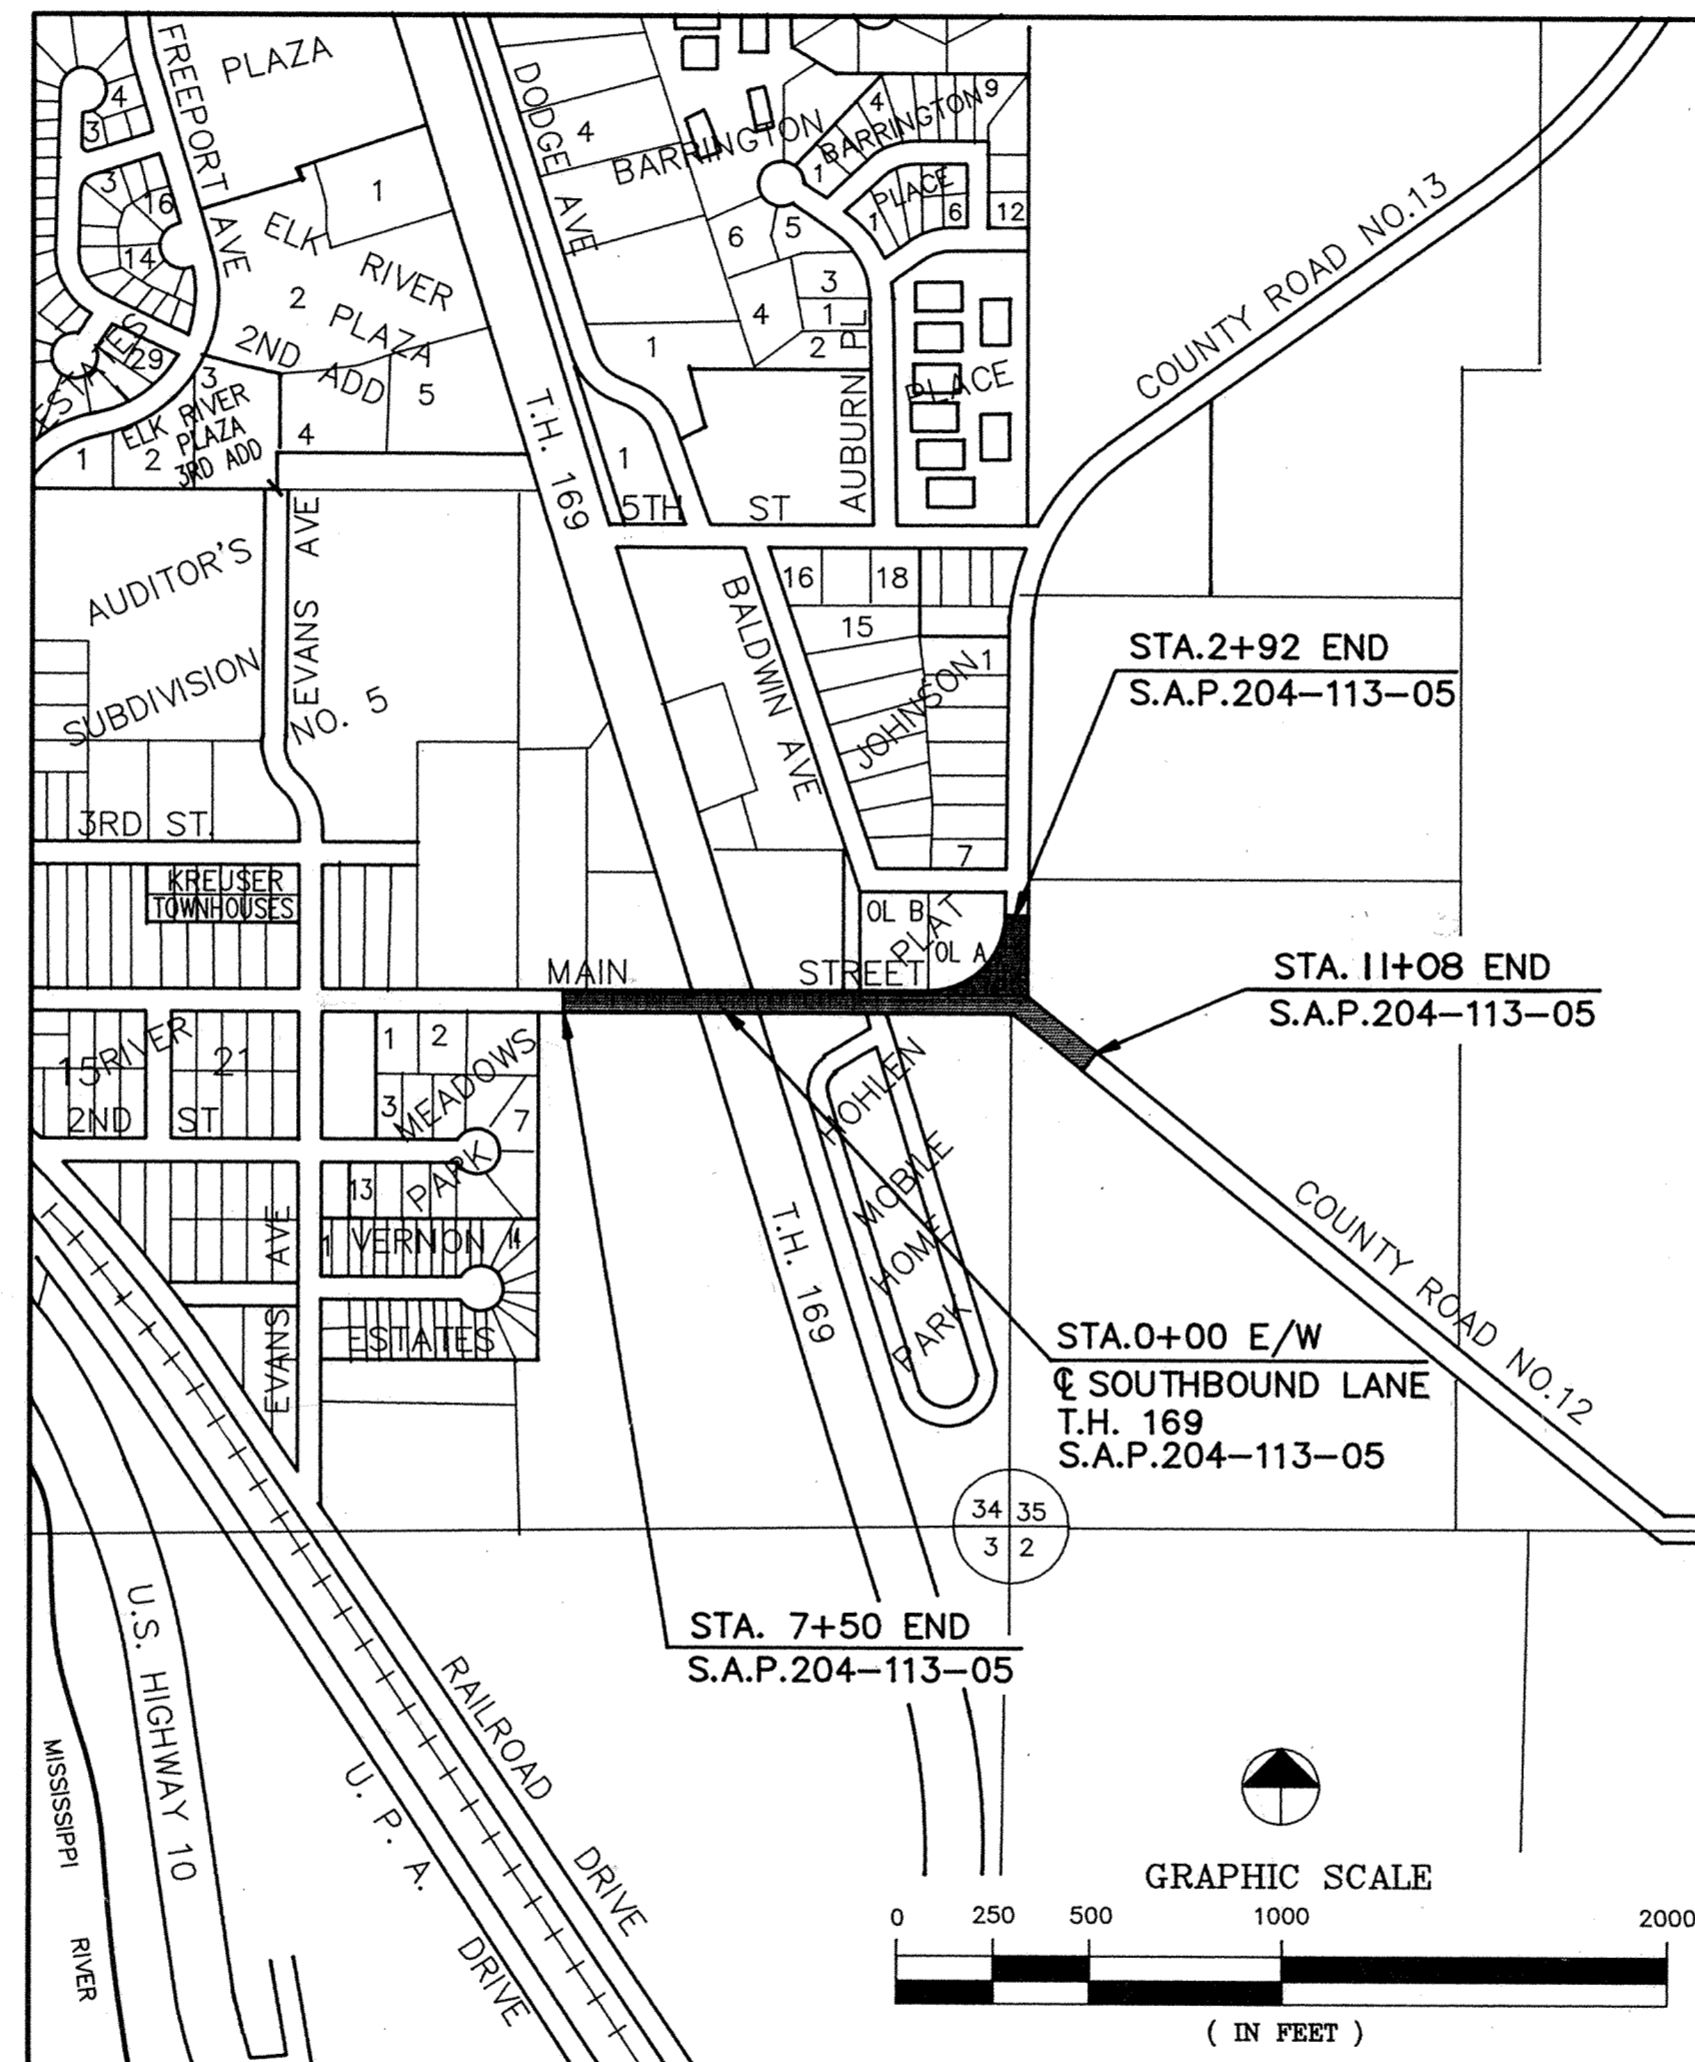 PLAZA
FREEPORT AVE
4
3
3
16
14
29
1
ELK RIVER
2 PLAZA
2ND ADD
3
4
5
ELK RIVER
PLAZA
3RD ADD
1
2
DODGE AVE
4
BARRINGTON
4
BARRINGTON
9
1
PLACE
1
6
12
6
5
3
4
1
2
1
1
PLACE
AUBURN PL
COUNTY ROAD NO.13
T.H. 169
5TH ST
AUDITOR'S
SUBDIVISION
NO. 5
EVANS AVE
BALDWIN AVE
16
18
15
JOHNSON
1
7
STA.2+92 END
S.A.P.204-113-05
3RD ST.
KREUSER
TOWNHOUSES
OL B
PLAT
OL A
MAIN STREET
STA. 11+08 END
S.A.P.204-113-05
15
RIVER
21
1
2
MEADOWS
3
7
2ND ST
PARK
13
1
VERNON
ESTATES
EVANS AVE
HOHLEN
MOBILE
HOME
PARK
T.H. 169
COUNTY ROAD NO.12
STA.0+00 E/W
℄ SOUTHBOUND LANE
T.H. 169
S.A.P.204-113-05
34
35
3
2
STA. 7+50 END
S.A.P.204-113-05
U.S. HIGHWAY 10
RAILROAD DRIVE
U. P. A. DRIVE
MISSISSIPPI RIVER
GRAPHIC SCALE
0 250 500 1000 2000
( IN FEET )